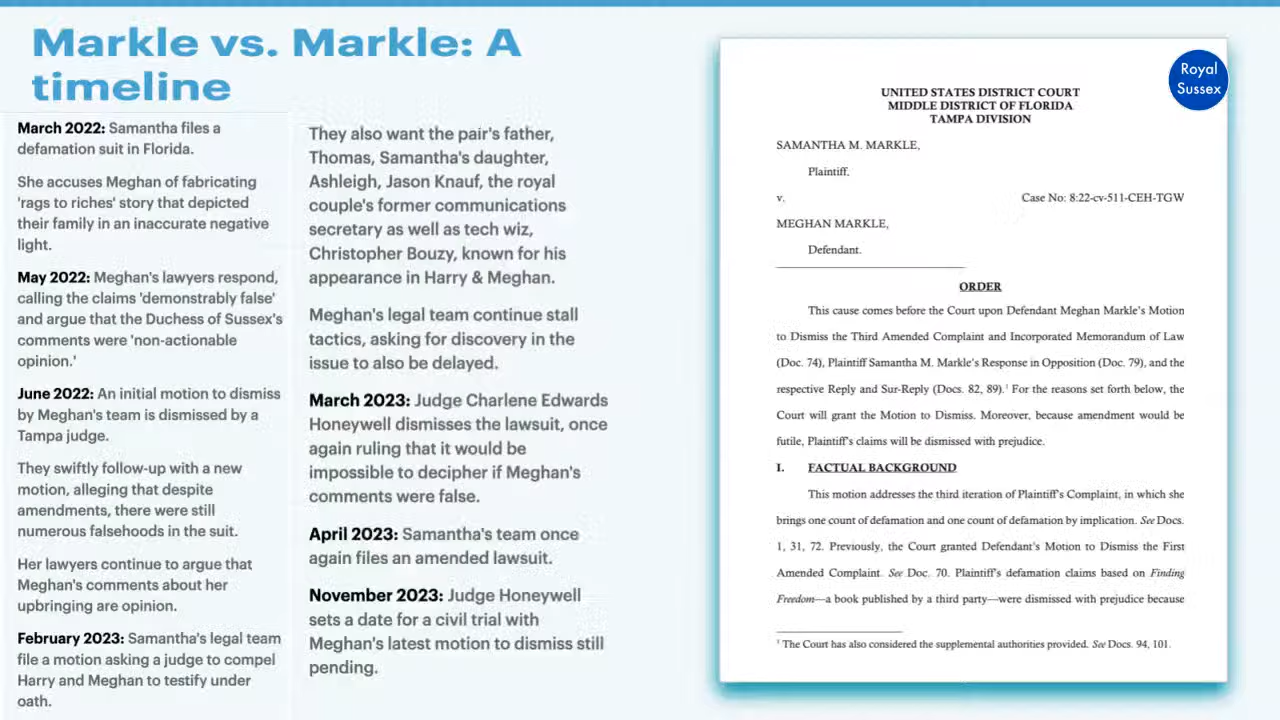 Markle vs. Markle: A
timeline
March 2022: Samantha files a
defamation suit in Florida.
She accuses Meghan of fabricating
'rags to riches' story that depicted
their family in an inaccurate negative
light.
May 2022: Meghan's lawyers respond,
calling the claims 'demonstrably false'
and argue that the Duchess of Sussex's
comments were 'non-actionable
opinion.'
June 2022: An initial motion to dismiss
by Meghan's team is dismissed by a
Tampa judge.
They swiftly follow-up with a new
motion, alleging that despite
amendments, there were still
numerous falsehoods in the suit.
Her lawyers continue to argue that
Meghan's comments about her
upbringing are opinion.
February 2023: Samantha's legal team
file a motion asking a judge to compel
Harry and Meghan to testify under
oath.
They also want the pair's father,
Thomas, Samantha's daughter,
Ashleigh, Jason Knauf, the royal
couple's former communications
secretary as well as tech wiz,
Christopher Bouzy, known for his
appearance in Harry & Meghan.
Meghan's legal team continue stall
tactics, asking for discovery in the
issue to also be delayed.
March 2023: Judge Charlene Edwards
Honeywell dismisses the lawsuit, once
again ruling that it would be
impossible to decipher if Meghan's
comments were false.
April 2023: Samantha's team once
again files an amended lawsuit.
November 2023: Judge Honeywell
sets a date for a civil trial with
Meghan's latest motion to dismiss still
pending.
Royal
Sussex
UNITED STATES DISTRICT COURT
MIDDLE DISTRICT OF FLORIDA
TAMPA DIVISION
SAMANTHA M. MARKLE,
Plaintiff,
v. Case No: 8:22-cv-511-CEH-TGW
MEGHAN MARKLE,
Defendant.
ORDER
This cause comes before the Court upon Defendant Meghan Markle's Motion
to Dismiss the Third Amended Complaint and Incorporated Memorandum of Law
(Doc. 74), Plaintiff Samantha M. Markle's Response in Opposition (Doc. 79), and the
respective Reply and Sur-Reply (Docs. 82, 89).¹ For the reasons set forth below, the
Court will grant the Motion to Dismiss. Moreover, because amendment would be
futile, Plaintiff's claims will be dismissed with prejudice.
I. FACTUAL BACKGROUND
This motion addresses the third iteration of Plaintiff's Complaint, in which she
brings one count of defamation and one count of defamation by implication. See Docs.
1, 31, 72. Previously, the Court granted Defendant's Motion to Dismiss the First
Amended Complaint. See Doc. 70. Plaintiff's defamation claims based on Finding
Freedom—a book published by a third party—were dismissed with prejudice because
¹ The Court has also considered the supplemental authorities provided. See Docs. 94, 101.